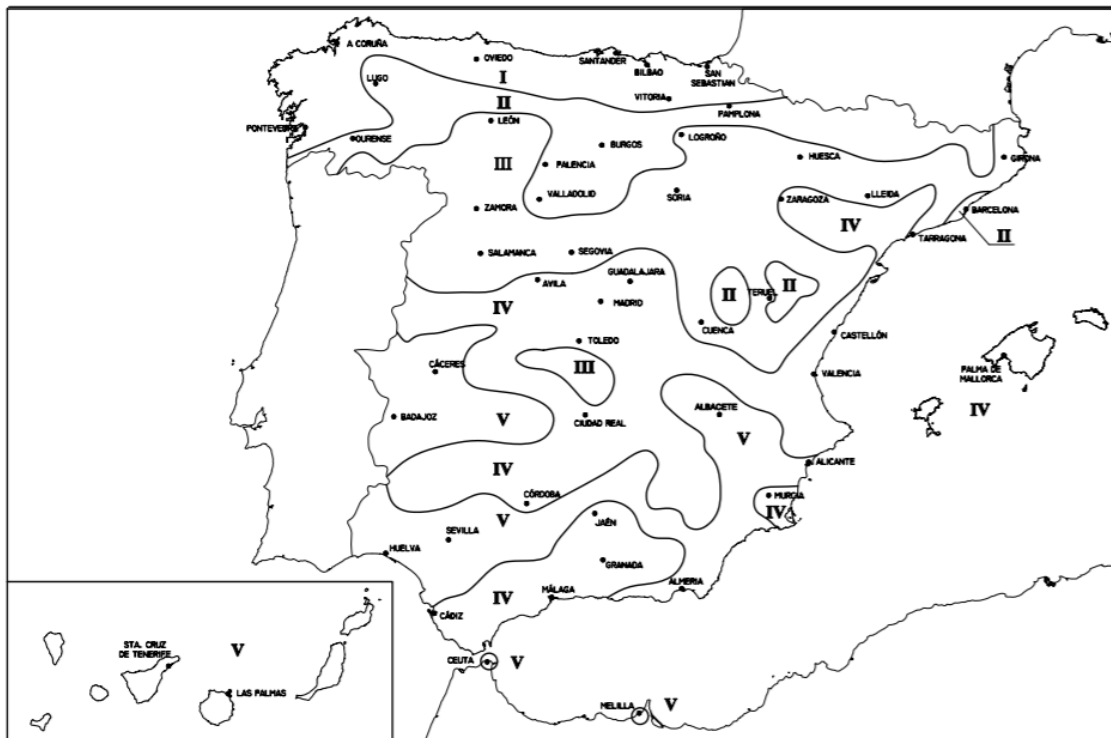 A CORUÑA
OVIEDO
SANTANDER
BILBAO
SAN
SEBASTIAN
LUGO
I
VITORIA
II
PAMPLONA
PONTEVEDRA
OURENSE
LEÓN
LOGROÑO
BURGOS
HUESCA
GIRONA
III
PALENCIA
VALLADOLID
SORIA
ZARAGOZA
LLEIDA
ZAMORA
BARCELONA
IV
TARRAGONA
II
SALAMANCA
SEGOVIA
AVILA
GUADALAJARA
II
II
TERUEL
IV
MADRID
CUENCA
CASTELLÓN
TOLEDO
CÁCERES
III
VALENCIA
PALMA DE
MALLORCA
IV
BADAJOZ
V
CIUDAD REAL
ALBACETE
V
ALICANTE
IV
CÓRDOBA
MURCIA
IV
V
JAÉN
SEVILLA
HUELVA
GRANADA
ALMERIA
MÁLAGA
IV
CÁDIZ
STA. CRUZ
DE TENERIFE
V
LAS PALMAS
CEUTA
V
MELILLA
V